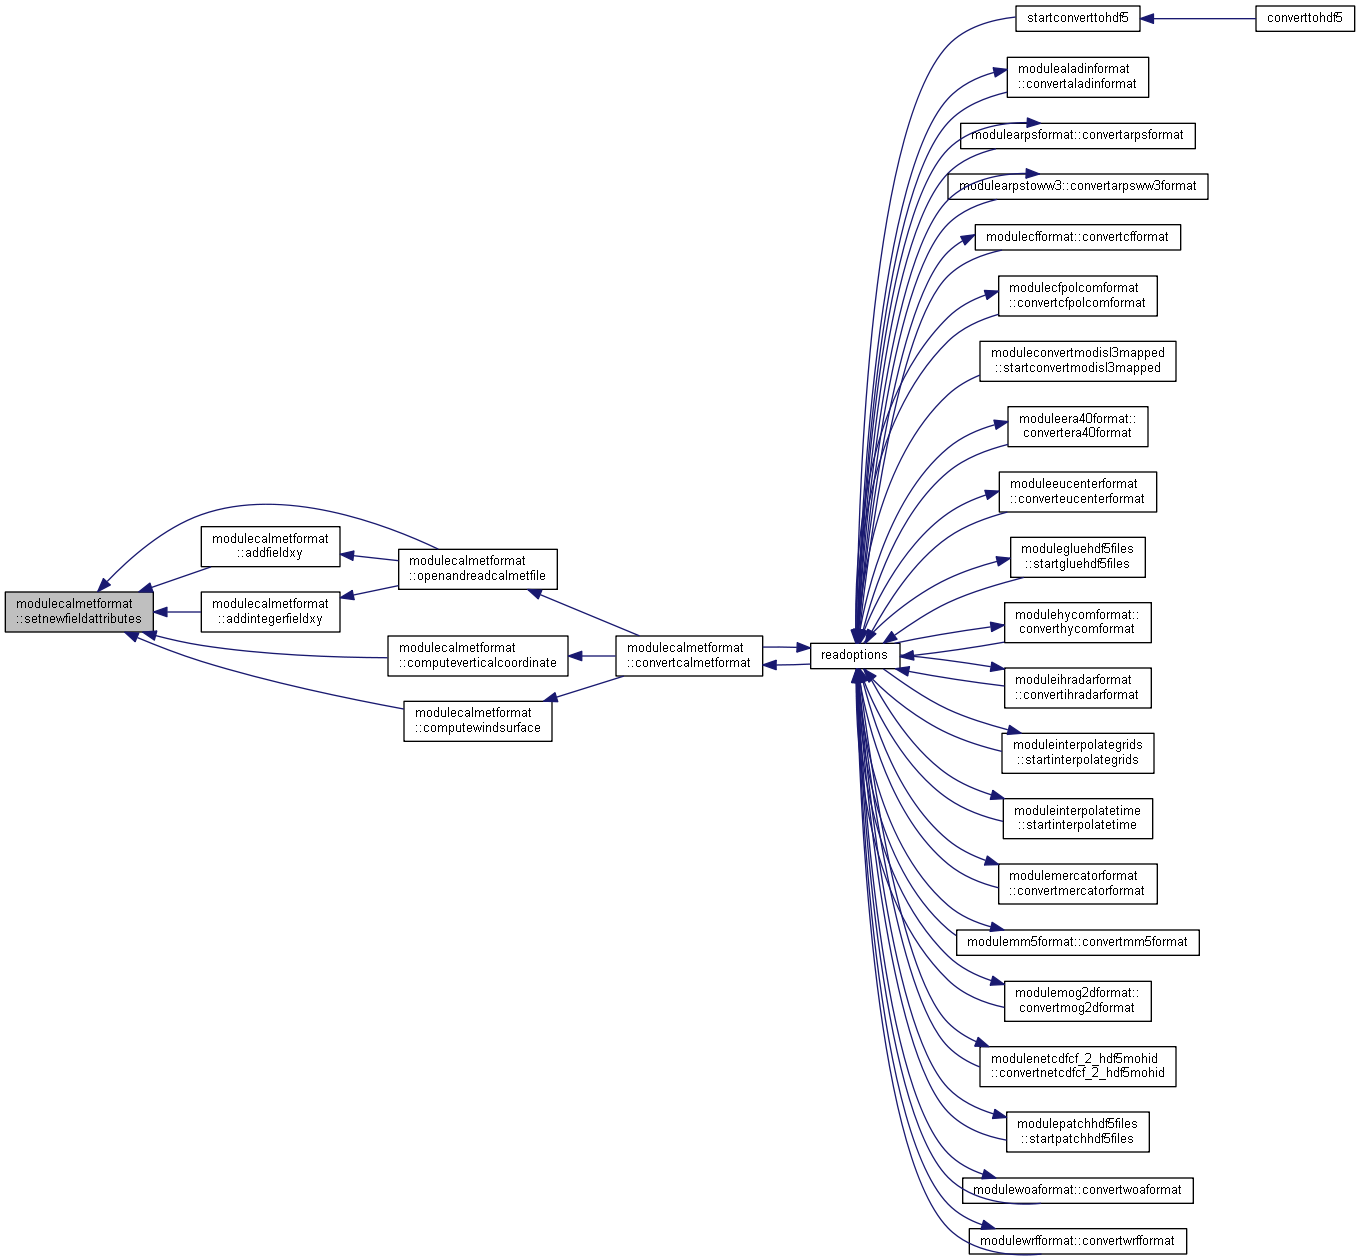 startconverttohdf5
converttohdf5
modulealadinformat
::convertaladinformat
modulearpsformat::convertarpsformat
modulearpstoww3::convertarpsww3format
modulecfformat::convertcfformat
modulecfpolcomformat
::convertcfpolcomformat
moduleconvertmodisl3mapped
::startconvertmodisl3mapped
moduleera40format::
convertera40format
moduleeucenterformat
::converteucenterformat
modulegluehdf5files
::startgluehdf5files
modulehycomformat::
converthycomformat
moduleihradarformat
::convertihradarformat
moduleinterpolategrids
::startinterpolategrids
moduleinterpolatetime
::startinterpolatetime
modulemercatorformat
::convertmercatorformat
modulemm5format::convertmm5format
modulemog2dformat::
convertmog2dformat
modulenetcdfcf_2_hdf5mohid
::convertnetcdfcf_2_hdf5mohid
modulepatchhdf5files
::startpatchhdf5files
modulewoaformat::convertwoaformat
modulewrfformat::convertwrfformat
readoptions
modulecalmetformat
::convertcalmetformat
modulecalmetformat
::openandreadcalmetfile
modulecalmetformat
::computeverticalcoordinate
modulecalmetformat
::computewindsurface
modulecalmetformat
::addfieldxy
modulecalmetformat
::addintegerfieldxy
modulecalmetformat
::setnewfieldattributes